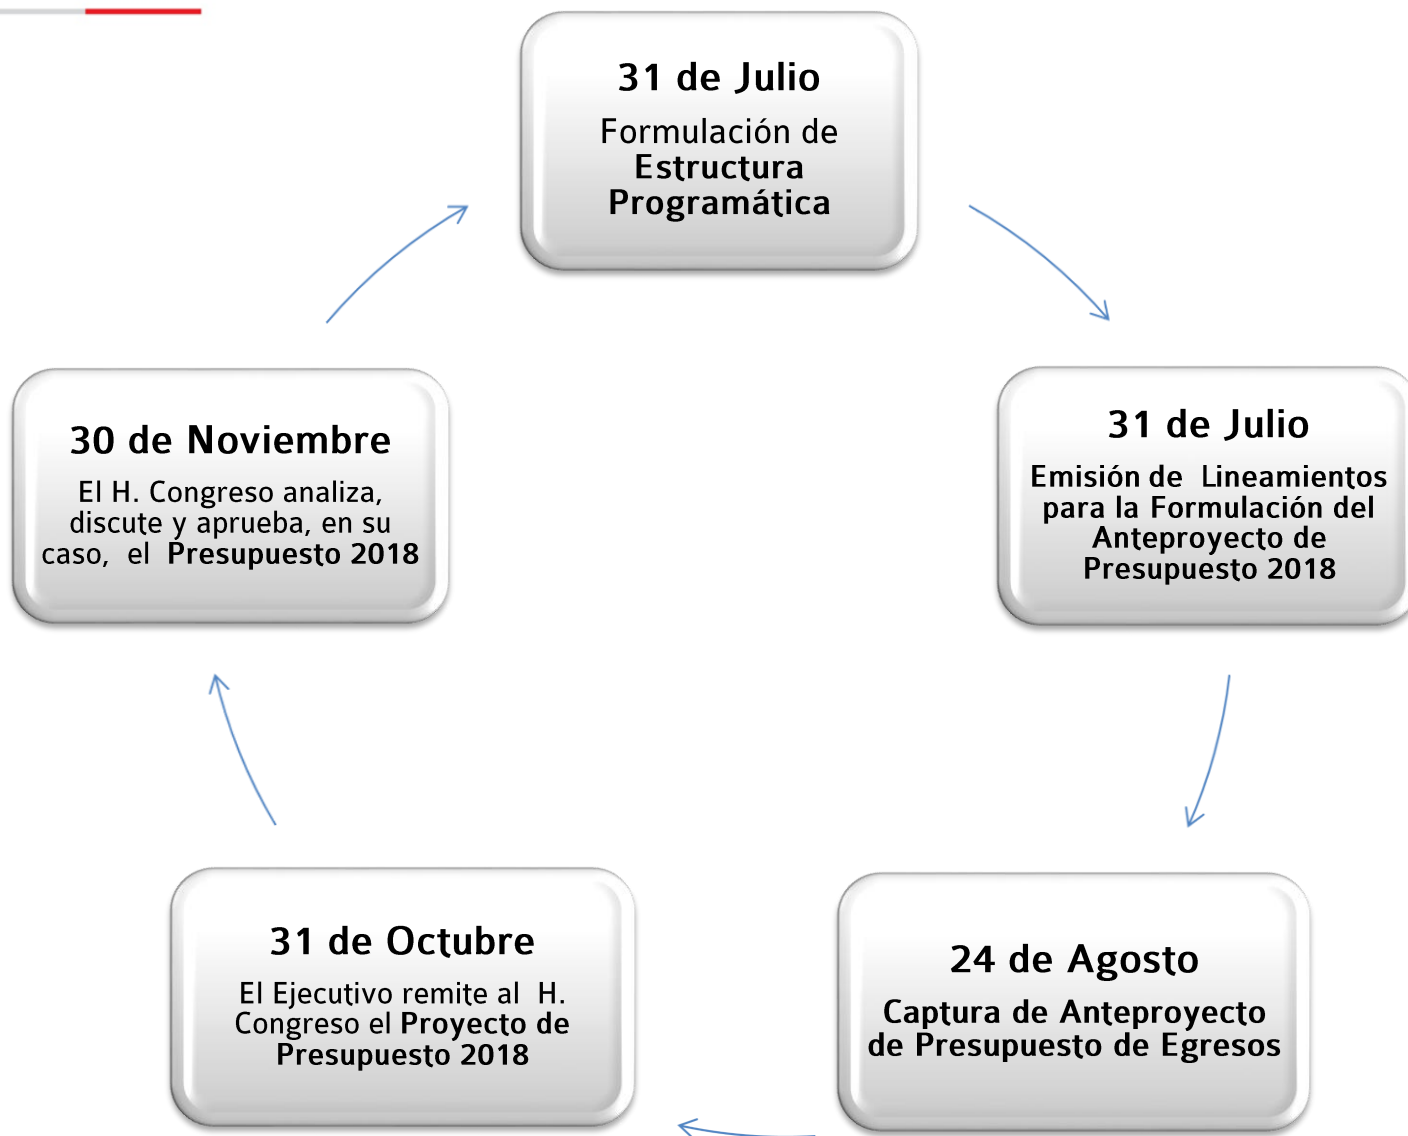 31 de Julio
Formulación de
Estructura
Programática
31 de Julio
Emisión de Lineamientos
para la Formulación del
Anteproyecto de
Presupuesto 2018
24 de Agosto
Captura de Anteproyecto
de Presupuesto de Egresos
31 de Octubre
El Ejecutivo remite al H.
Congreso el Proyecto de
Presupuesto 2018
30 de Noviembre
El H. Congreso analiza,
discute y aprueba, en su
caso, el Presupuesto 2018